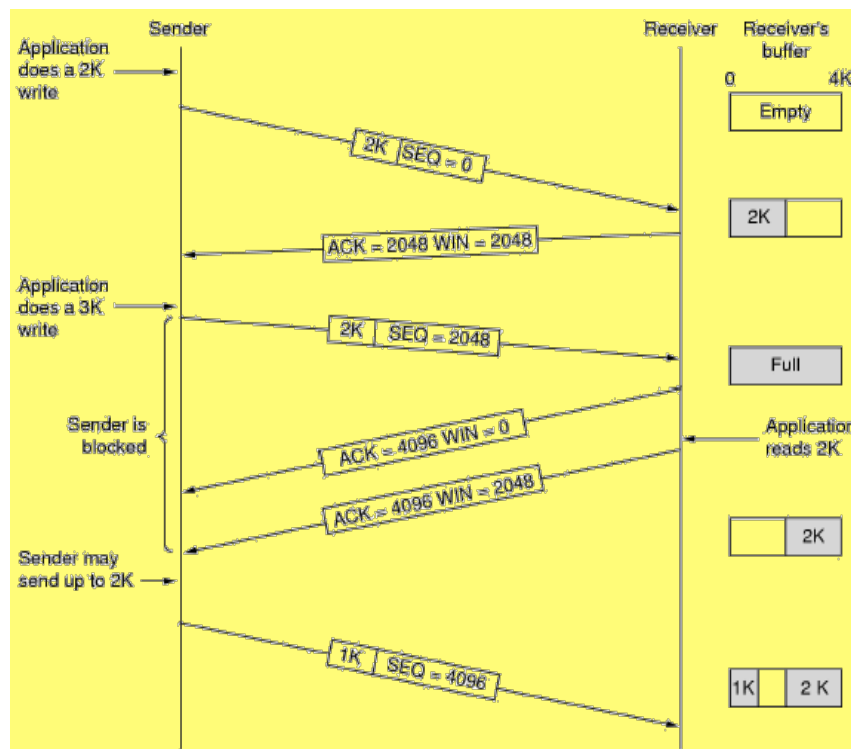 Sender
Receiver
Receiver's
buffer
Application
does a 2K
write
0 4K
Empty
2K SEQ = 0
2K
ACK = 2048 WIN = 2048
Application
does a 3K
write
2K SEQ = 2048
Full
Sender is
blocked
ACK = 4096 WIN = 0
Application
reads 2K
ACK = 4096 WIN = 2048
2K
Sender may
send up to 2K
1K SEQ = 4096
1K 2 K